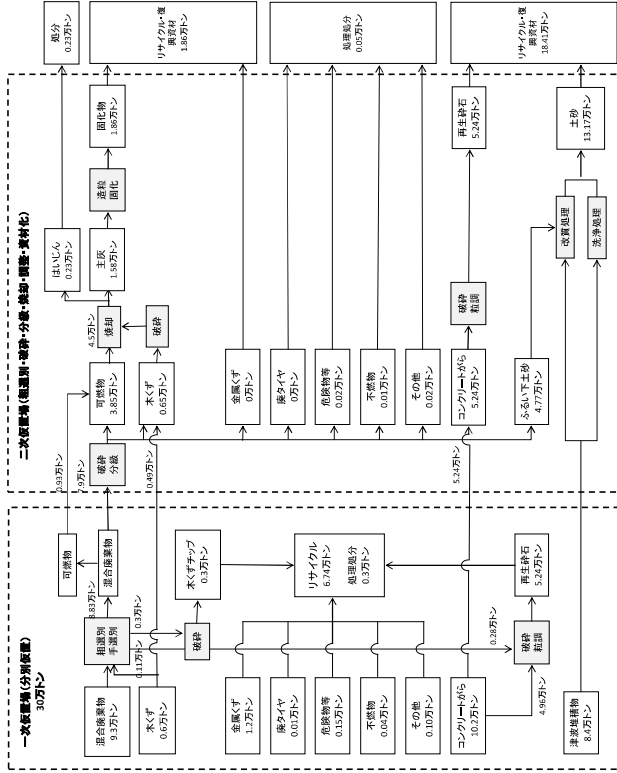 一次仮置場(分別仮置)
30万トン
混合廃棄物
9.3万トン
木くず
0.6万トン
金属くず
1.2万トン
廃タイヤ
0.01万トン
危険物等
0.15万トン
不燃物
0.04万トン
その他
0.10万トン
コンクリートがら
10.2万トン
津波堆積物
8.4万トン
粗選別
手選別
0.11万トン
0.3万トン
8.83万トン
可燃物
混合廃棄物
破砕
木くずチップ
0.3万トン
リサイクル
6.74万トン
処理処分
0.3万トン
0.28万トン
4.96万トン
破砕
粒調
再生砕石
5.24万トン
二次仮置場(粗選別・破砕・分級・焼却・調整・資材化)
0.93万トン
7.9万トン
0.49万トン
5.24万トン
破砕
分級
可燃物
3.85万トン
木くず
0.65万トン
金属くず
0万トン
廃タイヤ
0万トン
危険物等
0.02万トン
不燃物
0.01万トン
その他
0.02万トン
コンクリートがら
5.24万トン
ふるい下土砂
4.77万トン
4.5万トン
焼却
破砕
破砕
粒調
はいじん
0.23万トン
主灰
1.58万トン
造粒
固化
固化物
1.86万トン
改質処理
洗浄処理
再生砕石
5.24万トン
土砂
13.17万トン
処分
0.23万トン
リサイクル・復
興資材
1.86万トン
処理処分
0.05万トン
リサイクル・復
興資材
18.41万トン